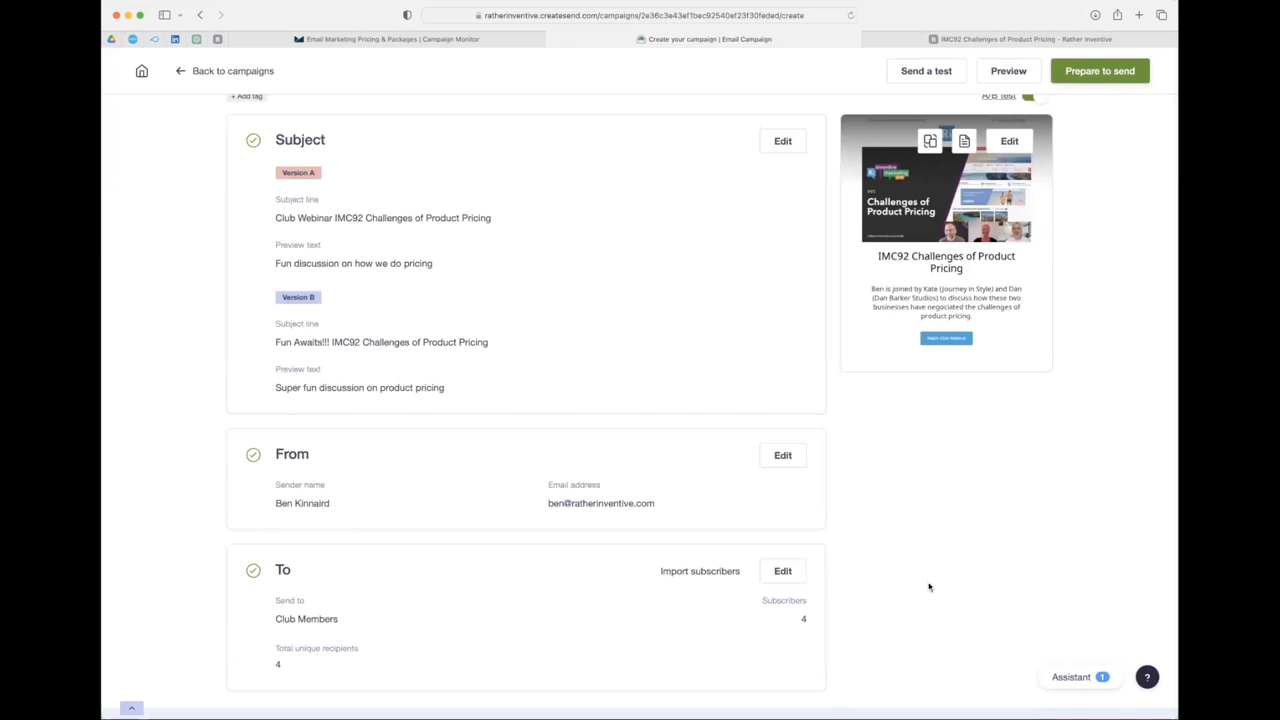 ratherinventive.createsend.com/campaigns/2e36c3e43ef1bec92540ef23f30feded/create
Email Marketing Pricing & Packages | Campaign Monitor
Create your campaign | Email Campaign
IMC92 Challenges of Product Pricing - Rather Inventive
Back to campaigns
Send a test
Preview
Prepare to send
+ Add tag
A/B test
Subject
Edit
Version A
Subject line
Club Webinar IMC92 Challenges of Product Pricing
Preview text
Fun discussion on how we do pricing
Version B
Subject line
Fun Awaits!!! IMC92 Challenges of Product Pricing
Preview text
Super fun discussion on product pricing
Edit
inventive
marketing
Challenges of
Product Pricing
IMC92 Challenges of Product
Pricing
Ben is joined by Kate (Journey in Style) and Dan
(Dan Barker Studios) to discuss how these two
businesses have negotiated the challenges of
product pricing.
From
Edit
Sender name
Email address
Ben Kinnaird
ben@ratherinventive.com
To
Import subscribers
Edit
Send to
Subscribers
Club Members
4
Total unique recipients
4
Assistant 1
?